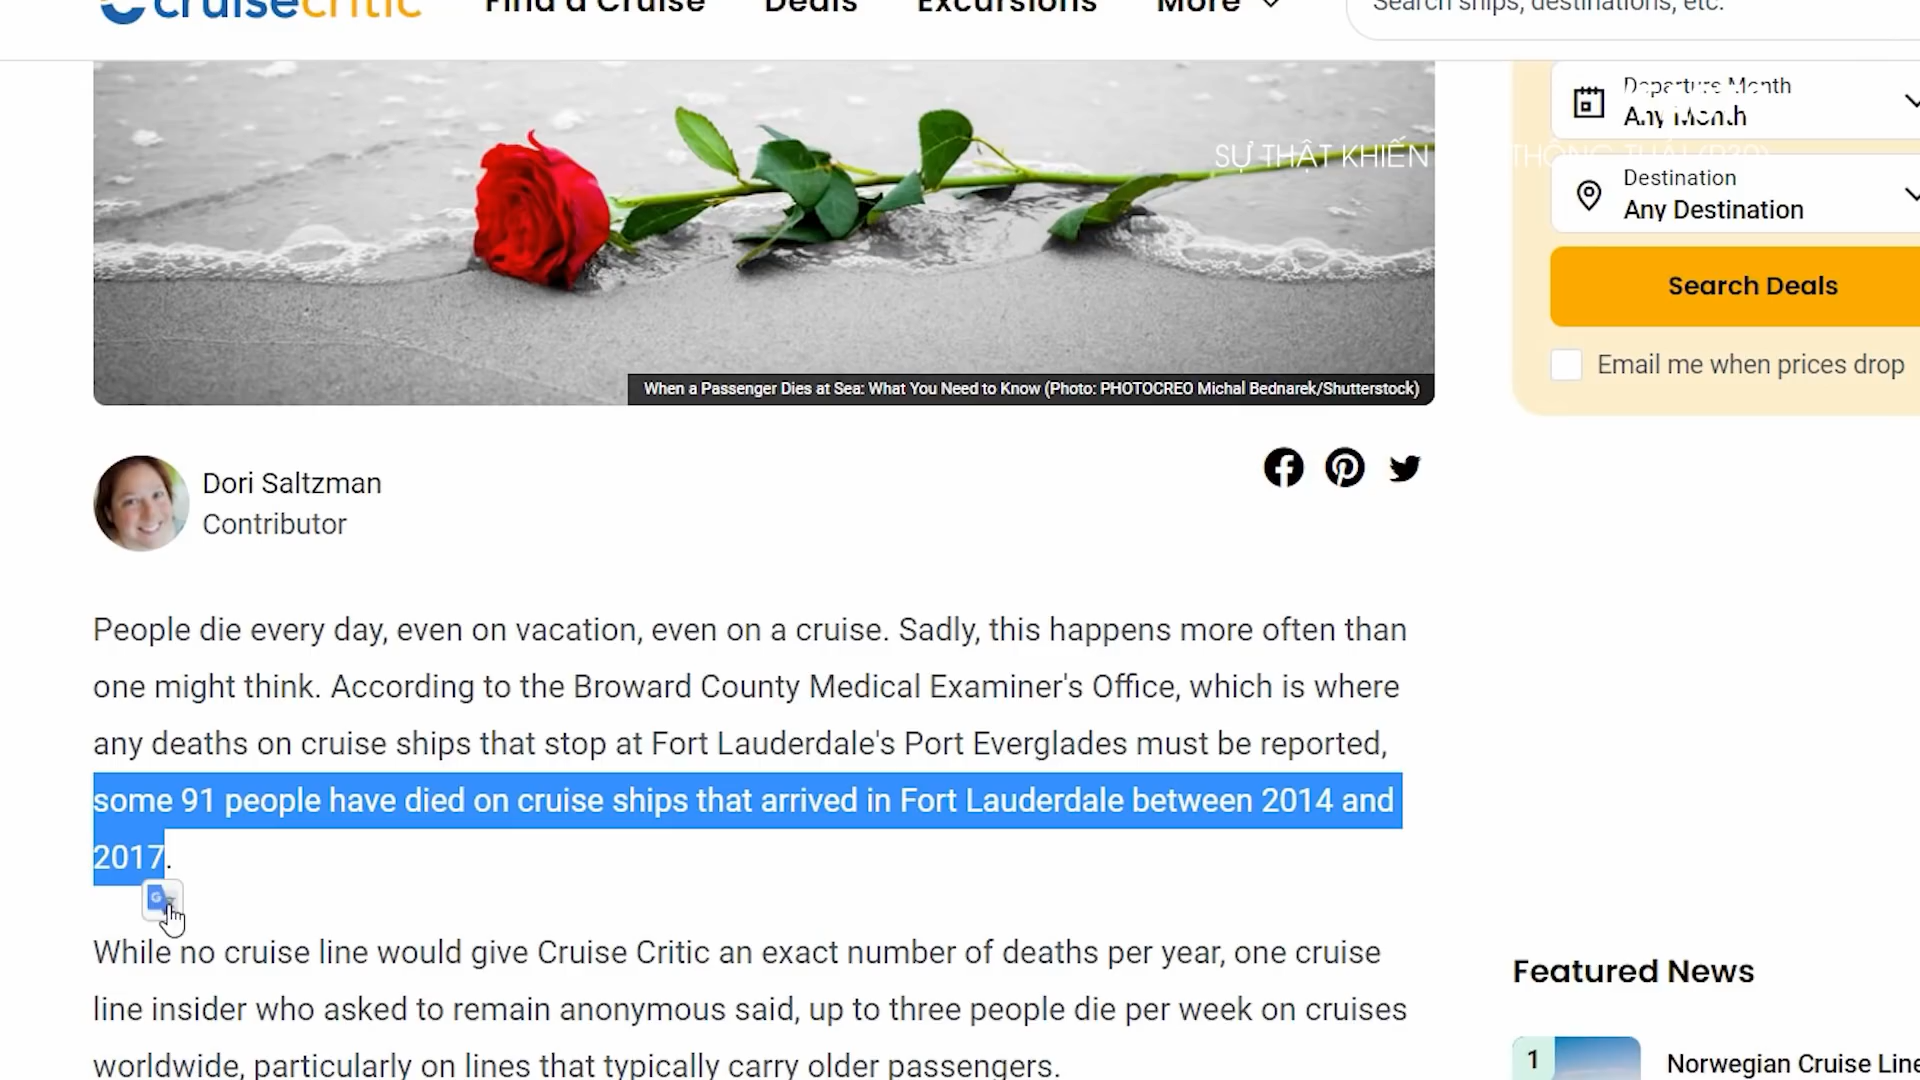 cruisecritic
Find a Cruise
Deals
Excursions
More
Search ships, destinations, etc.
Departure Month
Any Month
SỰ THẬT KHIẾN
Destination
Any Destination
Search Deals
Email me when prices drop
When a Passenger Dies at Sea: What You Need to Know (Photo: PHOTOCREO Michal Bednarek/Shutterstock)
Dori Saltzman
Contributor
People die every day, even on vacation, even on a cruise. Sadly, this happens more often than
one might think. According to the Broward County Medical Examiner's Office, which is where
any deaths on cruise ships that stop at Fort Lauderdale's Port Everglades must be reported,
some 91 people have died on cruise ships that arrived in Fort Lauderdale between 2014 and
2017.
While no cruise line would give Cruise Critic an exact number of deaths per year, one cruise
line insider who asked to remain anonymous said, up to three people die per week on cruises
worldwide, particularly on lines that typically carry older passengers.
Featured News
1
Norwegian Cruise Line